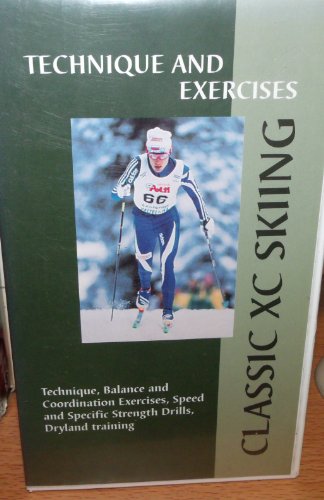 TECHNIQUE AND
EXERCISES
CLASSIC XC SKIING
66
Technique, Balance and
Coordination Exercises, Speed
and Specific Strength Drills,
Dryland training